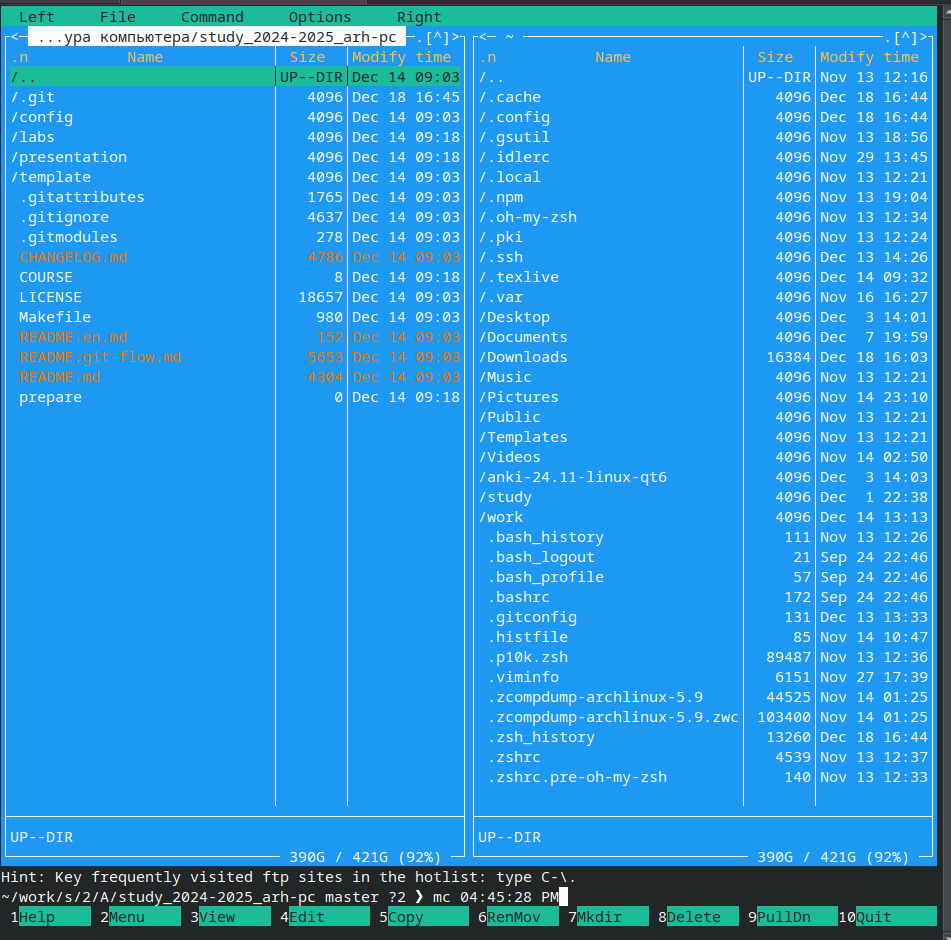 Left File Command Options Right
<- ...ура компьютера/study_2024-2025_arh-pc -.[^]>
.n Name Size Modify time
/.. UP--DIR Dec 14 09:03
/.git 4096 Dec 18 16:45
/config 4096 Dec 14 09:03
/labs 4096 Dec 14 09:18
/presentation 4096 Dec 14 09:18
/template 4096 Dec 14 09:03
.gitattributes 1765 Dec 14 09:03
.gitignore 4637 Dec 14 09:03
.gitmodules 278 Dec 14 09:03
CHANGELOG.md 4786 Dec 14 09:03
COURSE 8 Dec 14 09:18
LICENSE 18657 Dec 14 09:03
Makefile 980 Dec 14 09:03
README.en.md 152 Dec 14 09:03
README.git-flow.md 5653 Dec 14 09:03
README.md 4304 Dec 14 09:03
prepare 0 Dec 14 09:18
UP--DIR
390G / 421G (92%)
<- ~ .[^]>
.n Name Size Modify time
/.. UP--DIR Nov 13 12:16
/.cache 4096 Dec 18 16:44
/.config 4096 Dec 18 16:44
/.gsutil 4096 Nov 13 18:56
/.idlerc 4096 Nov 29 13:45
/.local 4096 Nov 13 12:21
/.npm 4096 Nov 13 19:04
/.oh-my-zsh 4096 Nov 13 12:34
/.pki 4096 Nov 13 12:24
/.ssh 4096 Dec 13 14:26
/.texlive 4096 Dec 14 09:32
/.var 4096 Nov 16 16:27
/Desktop 4096 Dec 3 14:01
/Documents 4096 Dec 7 19:59
/Downloads 16384 Dec 18 16:03
/Music 4096 Nov 13 12:21
/Pictures 4096 Nov 14 23:10
/Public 4096 Nov 13 12:21
/Templates 4096 Nov 13 12:21
/Videos 4096 Nov 14 02:50
/anki-24.11-linux-qt6 4096 Dec 3 14:03
/study 4096 Dec 1 22:38
/work 4096 Dec 14 13:13
.bash_history 111 Nov 13 12:26
.bash_logout 21 Sep 24 22:46
.bash_profile 57 Sep 24 22:46
.bashrc 172 Sep 24 22:46
.gitconfig 131 Dec 13 13:33
.histfile 85 Nov 14 10:47
.p10k.zsh 89487 Nov 13 12:36
.viminfo 6151 Nov 27 17:39
.zcompdump-archlinux-5.9 44525 Nov 14 01:25
.zcompdump-archlinux-5.9.zwc 103400 Nov 14 01:25
.zsh_history 13260 Dec 18 16:44
.zshrc 4539 Nov 13 12:37
.zshrc.pre-oh-my-zsh 140 Nov 13 12:33
UP--DIR
390G / 421G (92%)
Hint: Key frequently visited ftp sites in the hotlist: type C-\.
~/work/s/2/A/study_2024-2025_arh-pc master ?2 ❯ mc 04:45:28 PM
1Help 2Menu 3View 4Edit 5Copy 6RenMov 7Mkdir 8Delete 9PullDn 10Quit